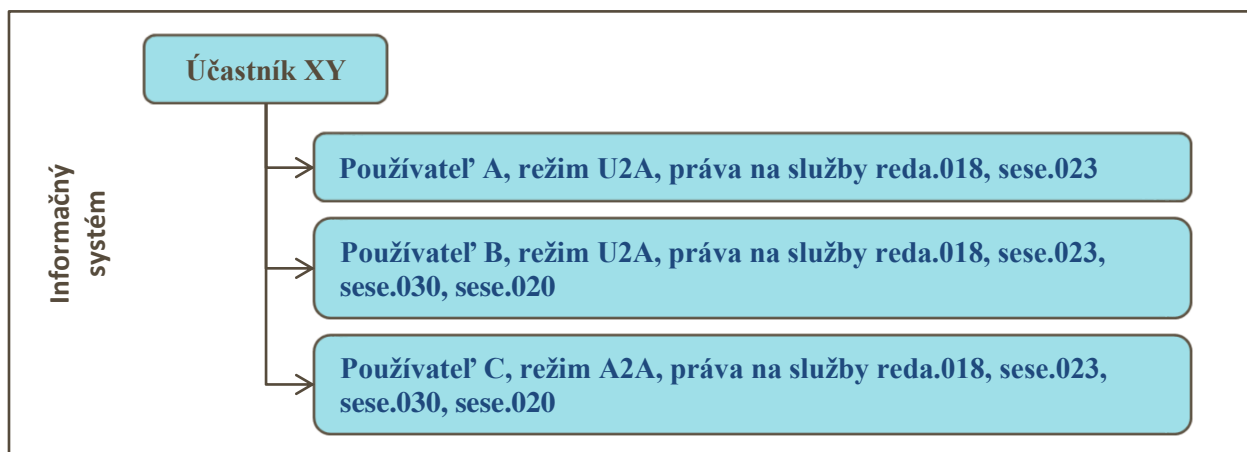 Účastník XY
Informačný
systém
Používateľ A, režim U2A, práva na služby reda.018, sese.023
Používateľ B, režim U2A, práva na služby reda.018, sese.023,
sese.030, sese.020
Používateľ C, režim A2A, práva na služby reda.018, sese.023,
sese.030, sese.020